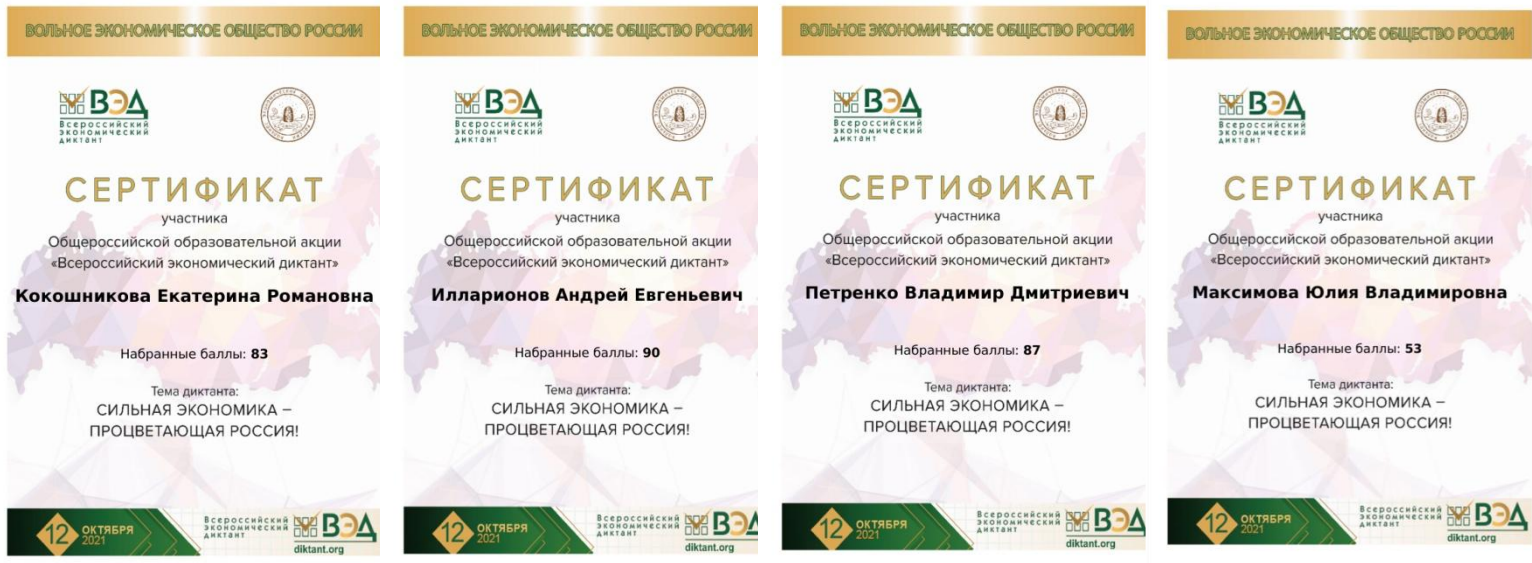 ВОЛЬНОЕ ЭКОНОМИЧЕСКОЕ ОБЩЕСТВО РОССИИ
ВЭД
Всероссийский
экономический
диктант
СЕРТИФИКАТ
участника
Общероссийской образовательной акции
«Всероссийский экономический диктант»
Кокошникова Екатерина Романовна
Набранные баллы: 83
Тема диктанта:
СИЛЬНАЯ ЭКОНОМИКА –
ПРОЦВЕТАЮЩАЯ РОССИЯ!
12 ОКТЯБРЯ
2021
Всероссийский
экономический
диктант
ВЭД
diktant.org
ВОЛЬНОЕ ЭКОНОМИЧЕСКОЕ ОБЩЕСТВО РОССИИ
ВЭД
Всероссийский
экономический
диктант
СЕРТИФИКАТ
участника
Общероссийской образовательной акции
«Всероссийский экономический диктант»
Илларионов Андрей Евгеньевич
Набранные баллы: 90
Тема диктанта:
СИЛЬНАЯ ЭКОНОМИКА –
ПРОЦВЕТАЮЩАЯ РОССИЯ!
12 ОКТЯБРЯ
2021
Всероссийский
экономический
диктант
ВЭД
diktant.org
ВОЛЬНОЕ ЭКОНОМИЧЕСКОЕ ОБЩЕСТВО РОССИИ
ВЭД
Всероссийский
экономический
диктант
СЕРТИФИКАТ
участника
Общероссийской образовательной акции
«Всероссийский экономический диктант»
Петренко Владимир Дмитриевич
Набранные баллы: 87
Тема диктанта:
СИЛЬНАЯ ЭКОНОМИКА –
ПРОЦВЕТАЮЩАЯ РОССИЯ!
12 ОКТЯБРЯ
2021
Всероссийский
экономический
диктант
ВЭД
diktant.org
ВОЛЬНОЕ ЭКОНОМИЧЕСКОЕ ОБЩЕСТВО РОССИИ
ВЭД
Всероссийский
экономический
диктант
СЕРТИФИКАТ
участника
Общероссийской образовательной акции
«Всероссийский экономический диктант»
Максимова Юлия Владимировна
Набранные баллы: 53
Тема диктанта:
СИЛЬНАЯ ЭКОНОМИКА –
ПРОЦВЕТАЮЩАЯ РОССИЯ!
12 ОКТЯБРЯ
2021
Всероссийский
экономический
диктант
ВЭД
diktant.org